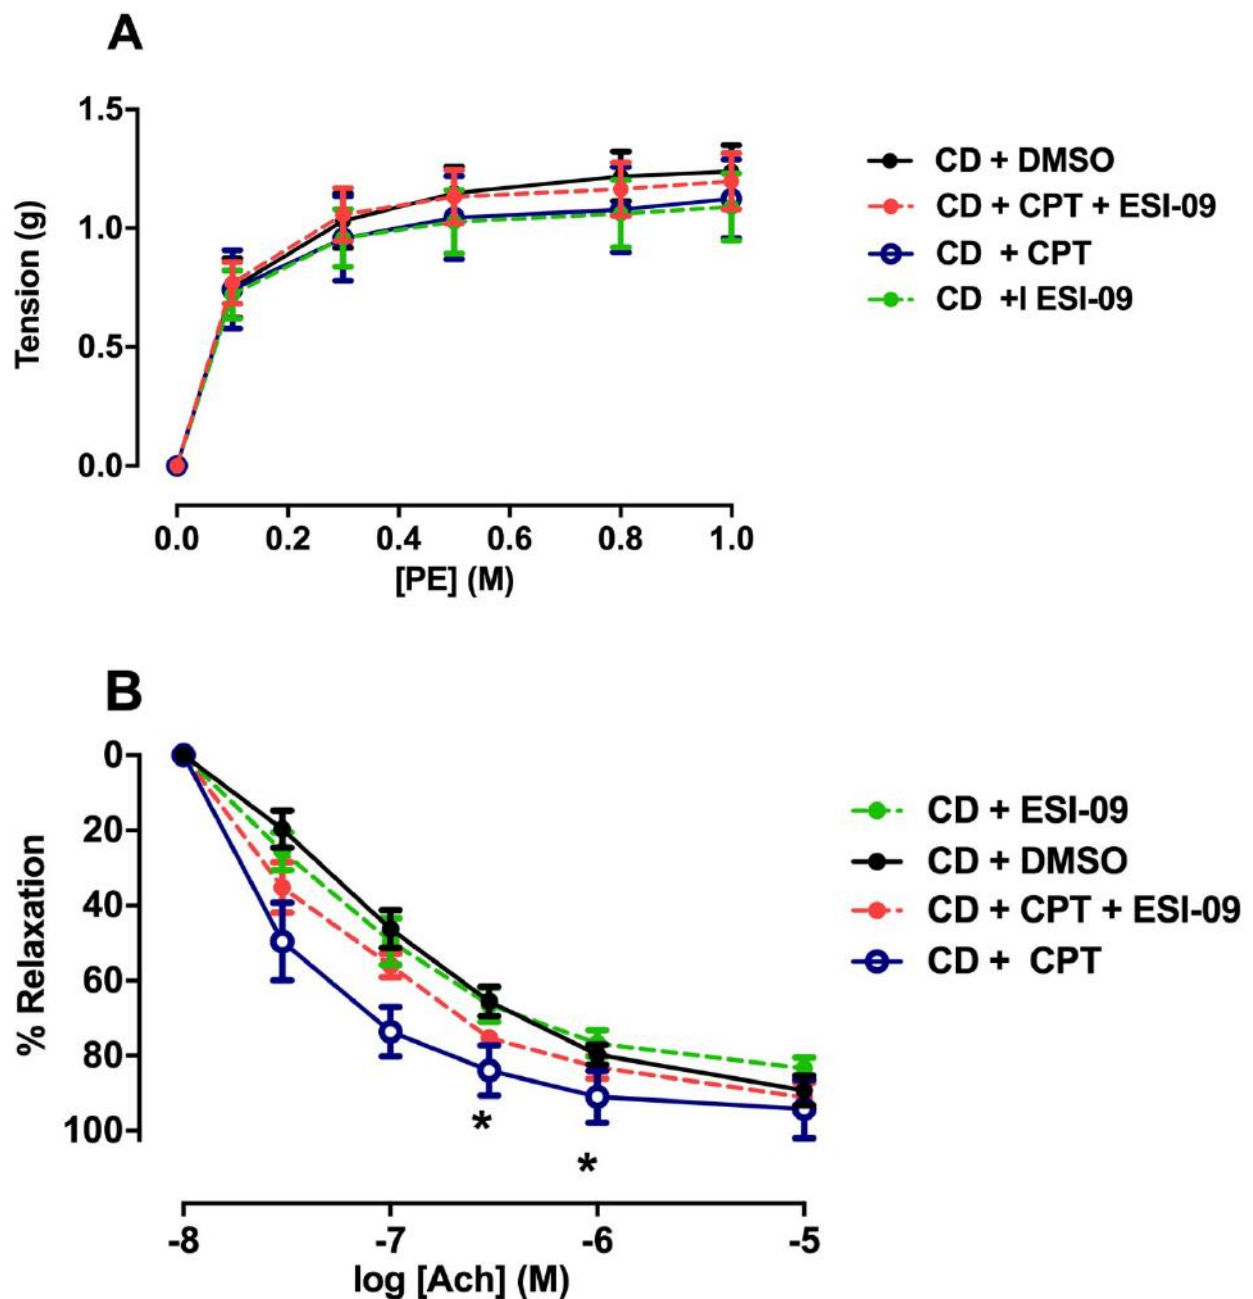 A
1.5
1.0
0.5
0.0
Tension (g)
0.0 0.2 0.4 0.6 0.8 1.0
[PE] (M)
CD + DMSO
CD + CPT + ESI-09
CD + CPT
CD +I ESI-09
B
0
20
40
60
80
100
% Relaxation
* 
*
-8 -7 -6 -5
log [Ach] (M)
CD + ESI-09
CD + DMSO
CD + CPT + ESI-09
CD + CPT